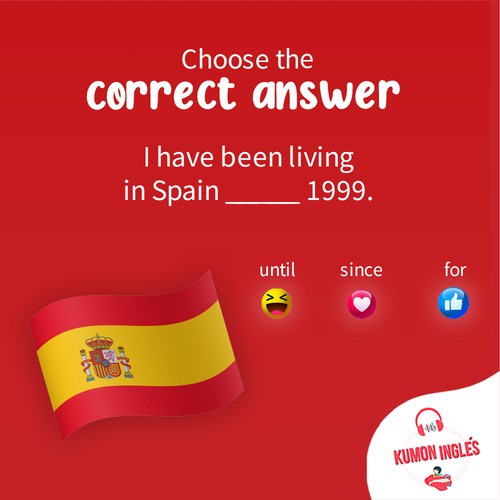 Choose the
correct answer
I have been living
in Spain _____ 1999.
until since for
KUMON INGLÉS